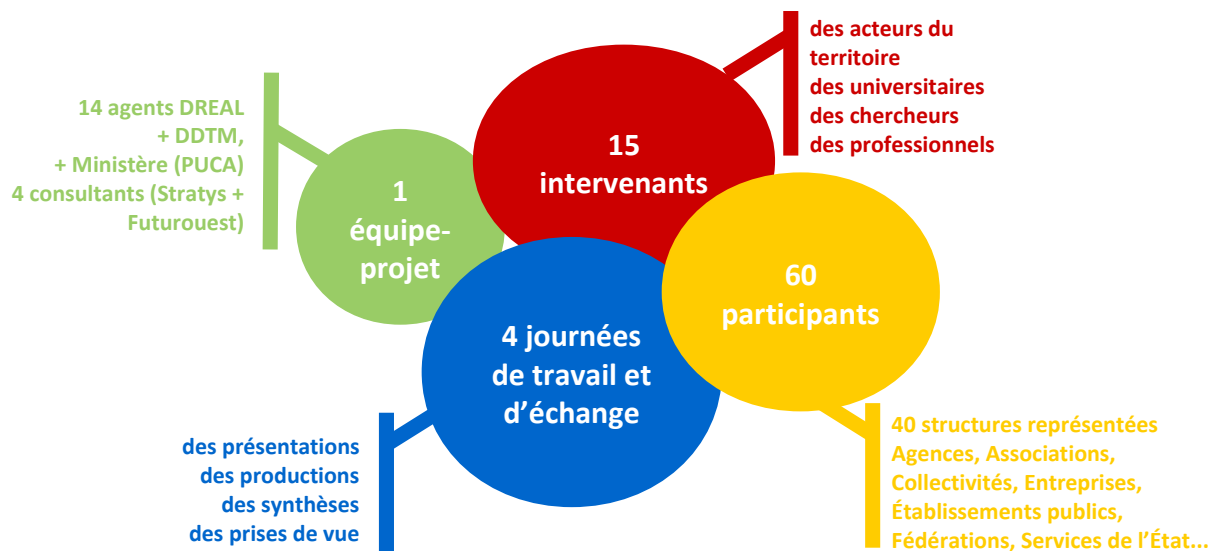 14 agents DREAL
+ DDTM,
+ Ministère (PUCA)
4 consultants (Stratys +
Futurouest)
1
équipe-
projet
15
intervenants
des acteurs du
territoire
des universitaires
des chercheurs
des professionnels
60
participants
40 structures représentées
Agences, Associations,
Collectivités, Entreprises,
Établissements publics,
Fédérations, Services de l’État...
4 journées
de travail et
d’échange
des présentations
des productions
des synthèses
des prises de vue